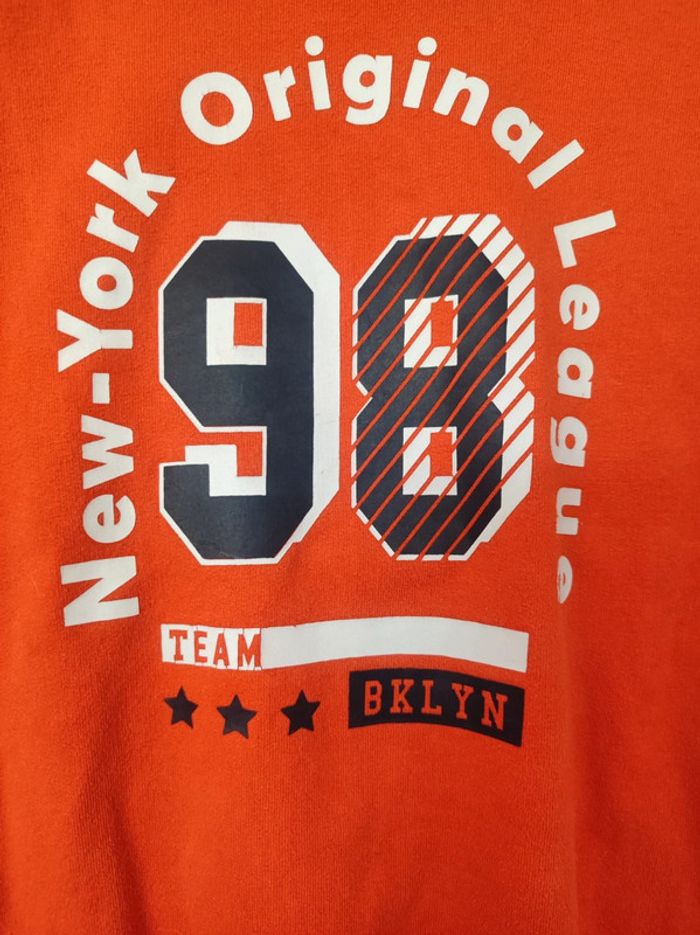 New-York Original League
98
TEAM
BKLYN